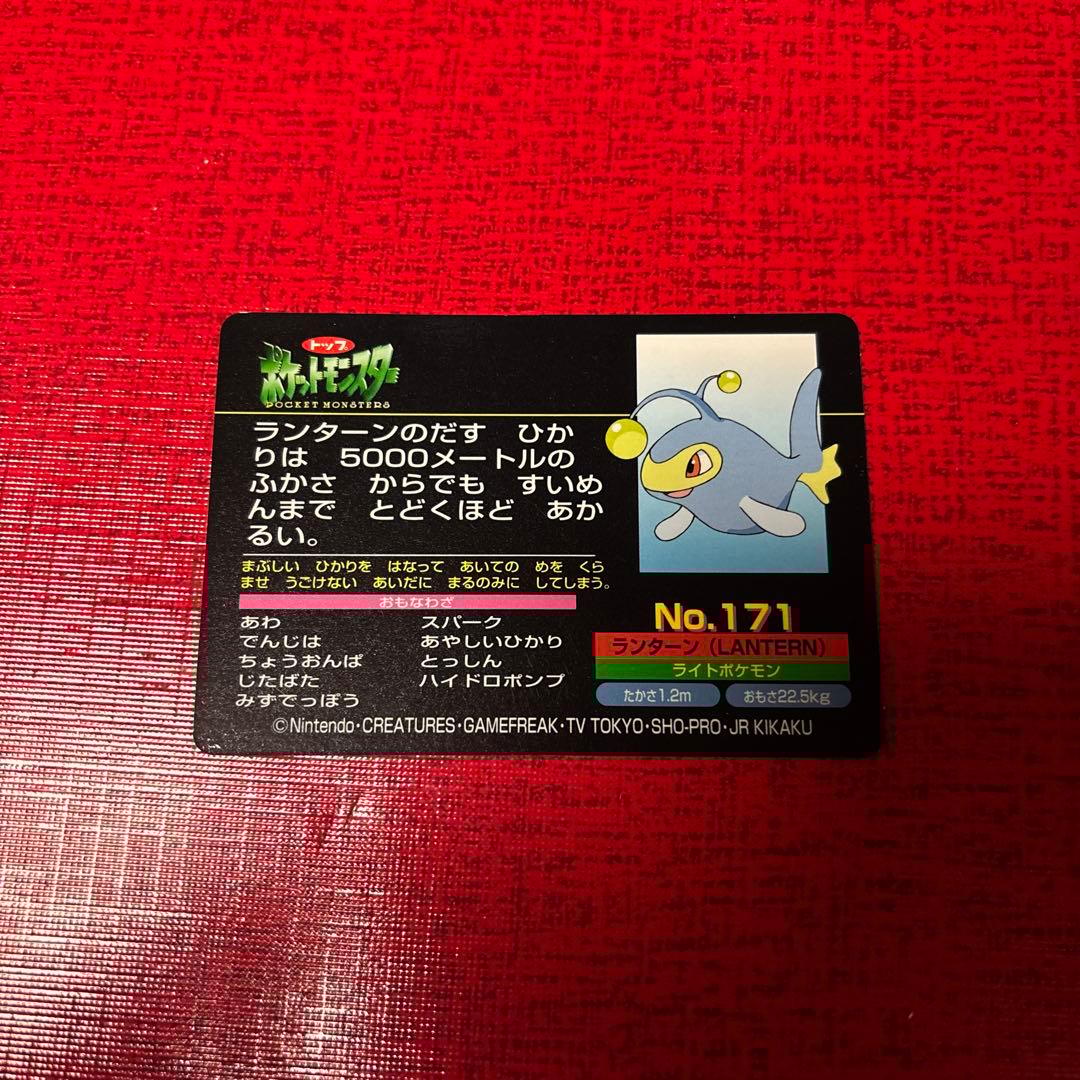 トップ
ポケットモンスター
POCKET MONSTERS
ランターンのだす　ひか
りは　5000メートルの
ふかさ　からでも　すいめ
んまで　とどくほど　あか
るい。
まぶしい　ひかりを　はなって　あいての　めを　くら
ませ　うごけない　あいだに　まるのみに　してしまう。
おもなわざ
あわ　スパーク
でんじは　あやしいひかり
ちょうおんぱ　とっしん
じたばた　ハイドロポンプ
みずでっぽう
No.171
ランターン（LANTERN）
ライトポケモン
たかさ1.2m　おもさ22.5kg
©Nintendo・CREATURES・GAMEFREAK・TV TOKYO・SHO-PRO・JR KIKAKU